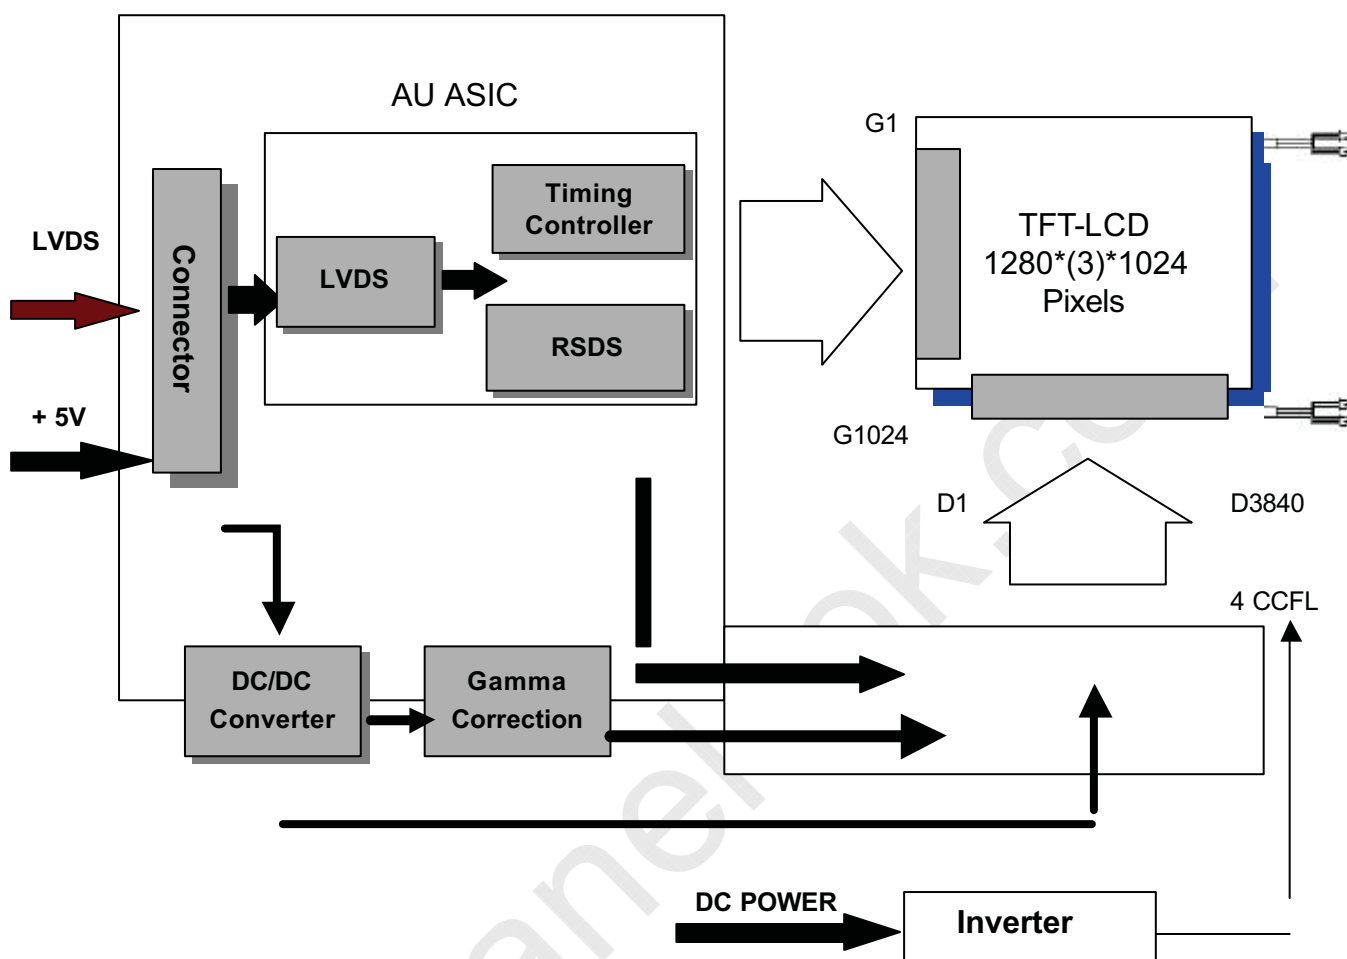 AU ASIC
G1
Timing
Controller
LVDS
Connector
LVDS
RSDS
TFT-LCD
1280*(3)*1024
Pixels
+ 5V
G1024
D1
D3840
4 CCFL
DC/DC
Converter
Gamma
Correction
DC POWER
Inverter